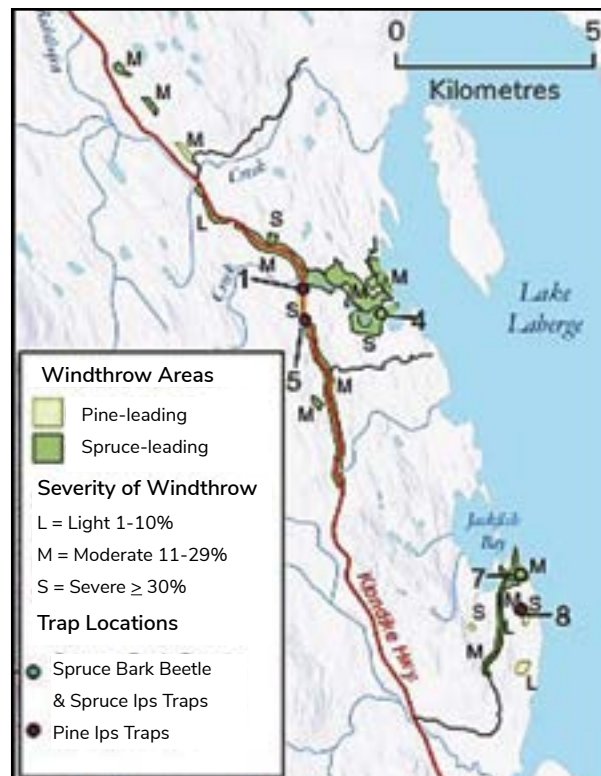 0 5
Kilometres
M
M
M
Creek
L
S
M
M
M
1
Creek
S
4
S
5
M
M
Lake
Laberge
Windthrow Areas
Pine-leading
Spruce-leading
Severity of Windthrow
L = Light 1-10%
M = Moderate 11-29%
S = Severe ≥ 30%
Trap Locations
Spruce Bark Beetle
& Spruce Ips Traps
Pine Ips Traps
Klondike Hwy.
Jackfish
Bay
7
M
M
S
8
S
L
M
L